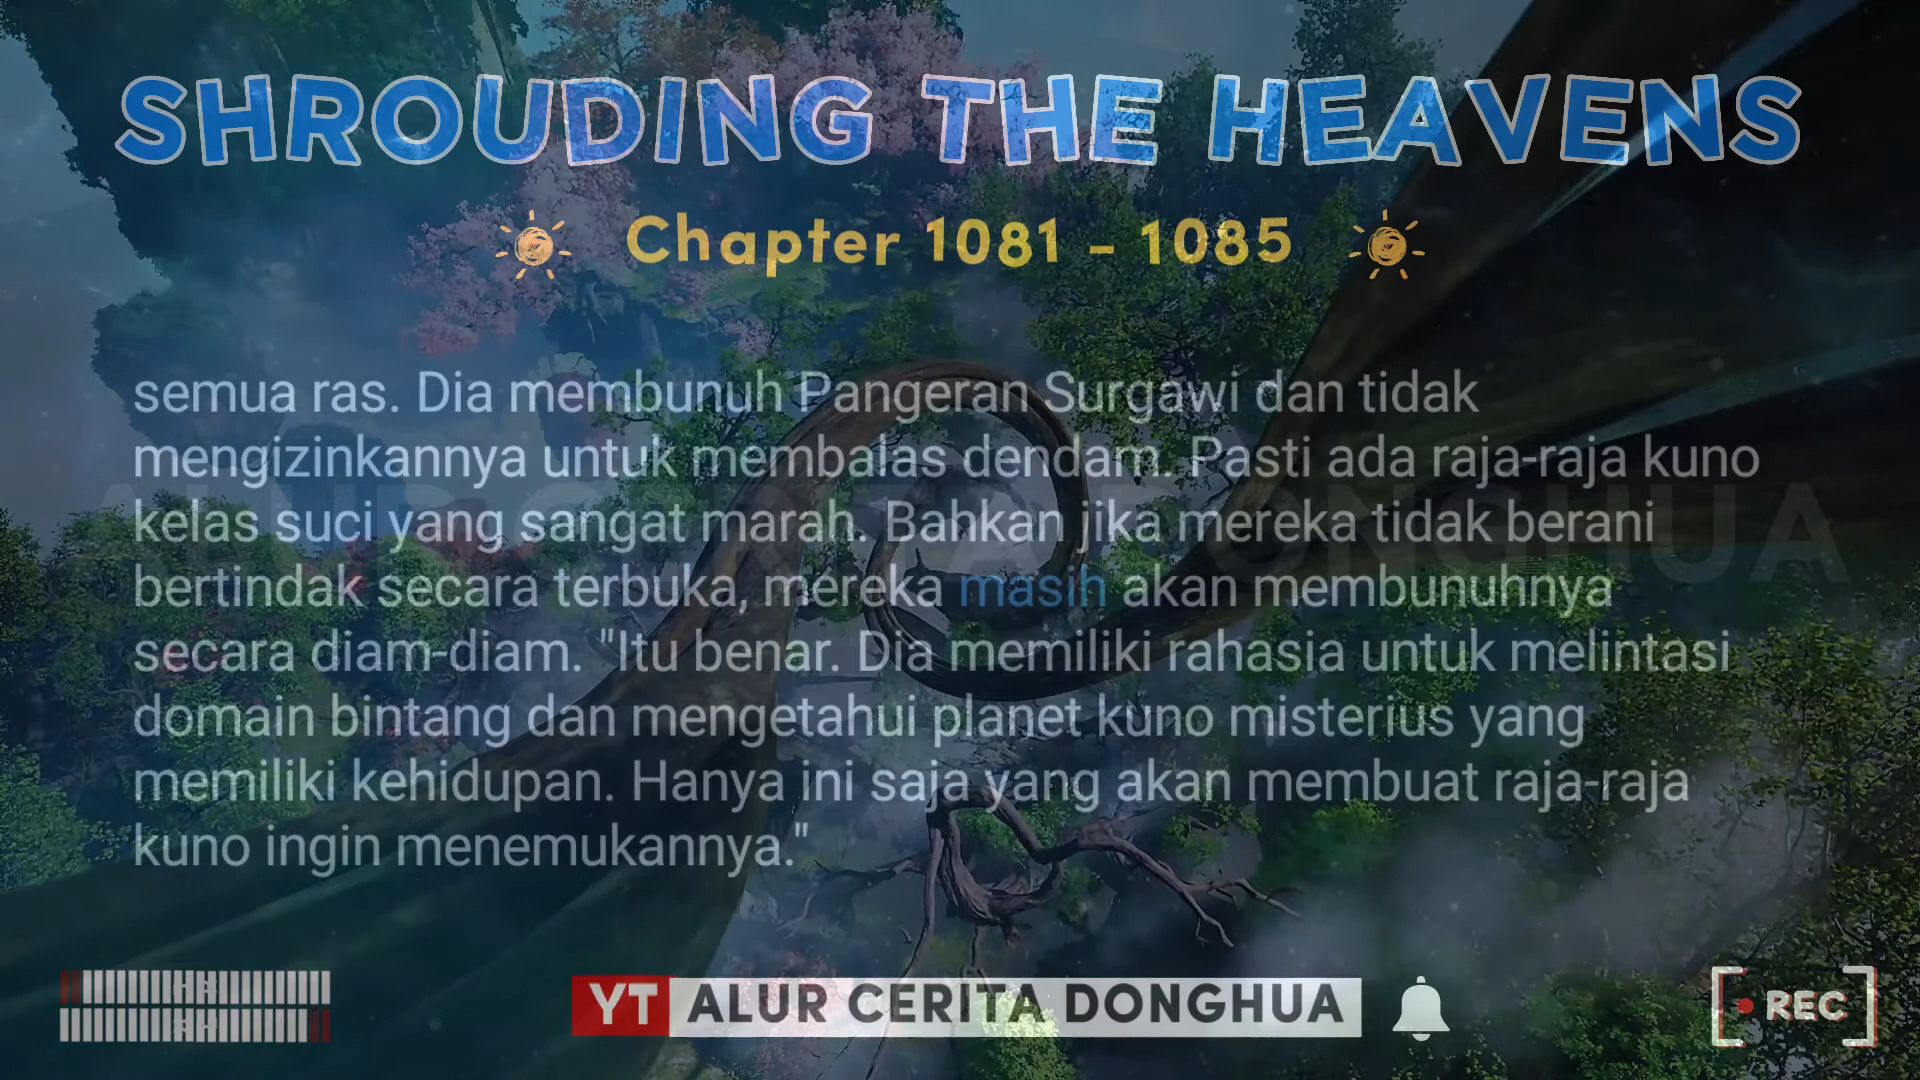 SHROUDING THE HEAVENS
Chapter 1081 - 1085
semua ras. Dia membunuh Pangeran Surgawi dan tidak
mengizinkannya untuk membalas dendam. Pasti ada raja-raja kuno
kelas suci yang sangat marah. Bahkan jika mereka tidak berani
bertindak secara terbuka, mereka masih akan membunuhnya
secara diam-diam. "Itu benar. Dia memiliki rahasia untuk melintasi
domain bintang dan mengetahui planet kuno misterius yang
memiliki kehidupan. Hanya ini saja yang akan membuat raja-raja
kuno ingin menemukannya."
ALUR CERITA DONGHUA
YT ALUR CERITA DONGHUA
REC